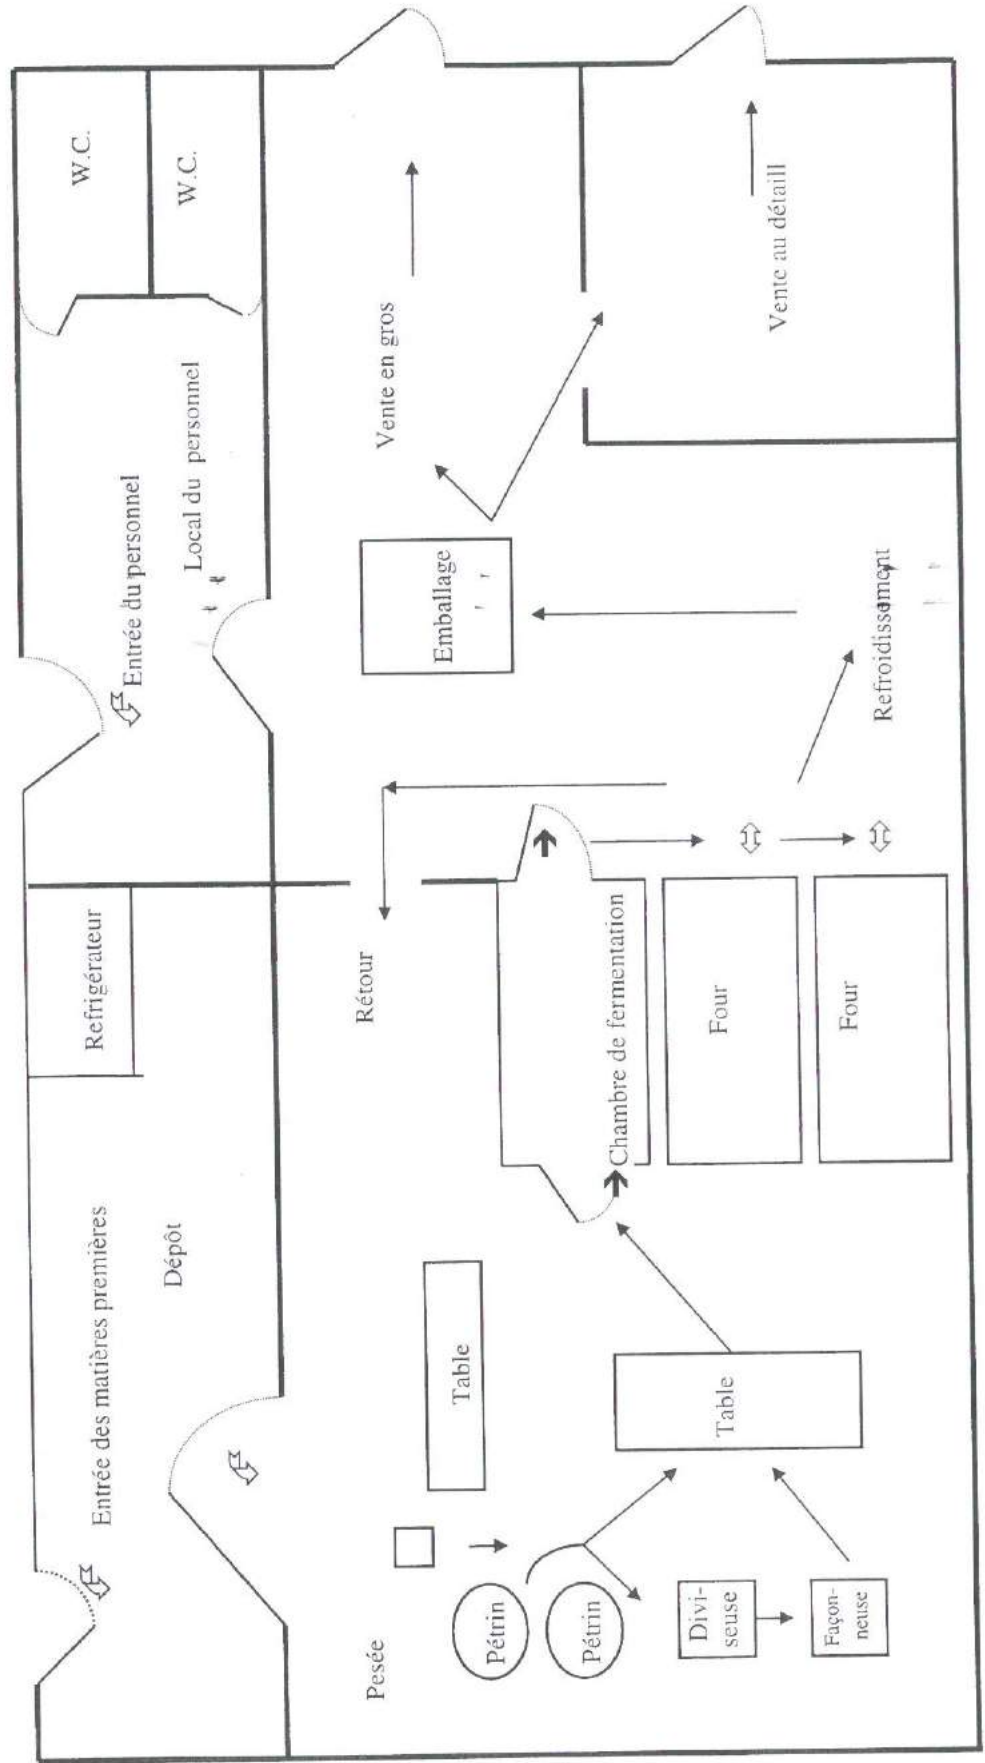 Entrée des matières premières
Dépôt
Refrigérateur
Entrée du personnel
Local du personnel
W.C.
W.C.
Pesée
Pétrin
Pétrin
Divi-
seuse
Façon-
neuse
Table
Table
Rétour
Chambre de fermentation
Four
Four
Emballage
Refroidissement
Vente en gros
Vente au détaill